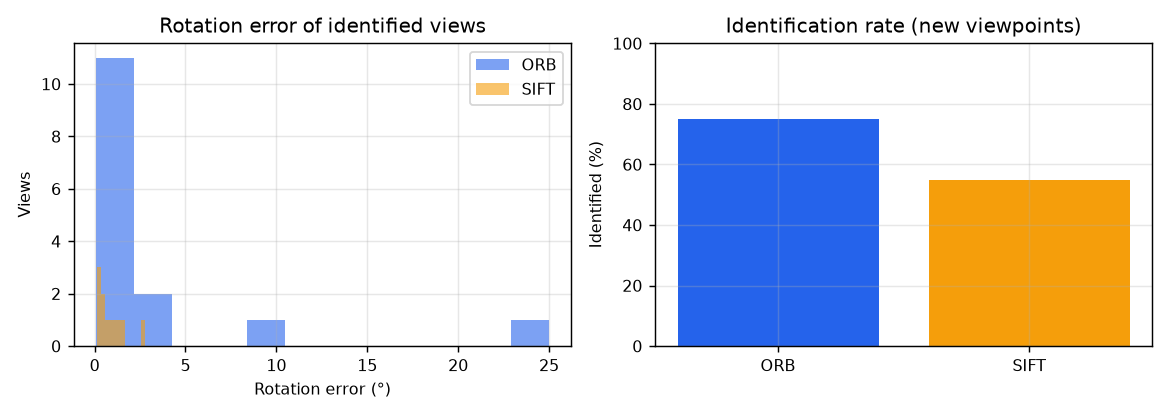 Rotation error of identified views
ORB
SIFT
10
8
6
4
2
0
Views
0 5 10 15 20 25
Rotation error (°)
Identification rate (new viewpoints)
100
80
60
40
20
0
Identified (%)
ORB SIFT